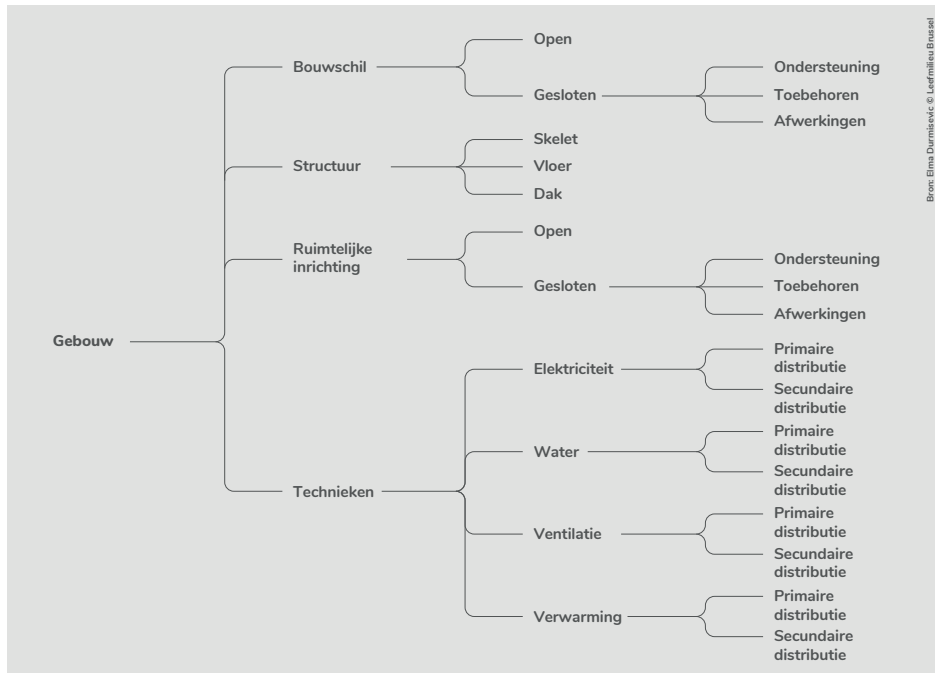 Gebouw
Bouwschil
Open
Gesloten
Ondersteuning
Toebehoren
Afwerkingen
Structuur
Skelet
Vloer
Dak
Ruimtelijke
inrichting
Open
Gesloten
Ondersteuning
Toebehoren
Afwerkingen
Technieken
Elektriciteit
Primaire
distributie
Secundaire
distributie
Water
Primaire
distributie
Secundaire
distributie
Ventilatie
Primaire
distributie
Secundaire
distributie
Verwarming
Primaire
distributie
Secundaire
distributie
Bron: Elma Durmisevic © Leefmilieu Brussel